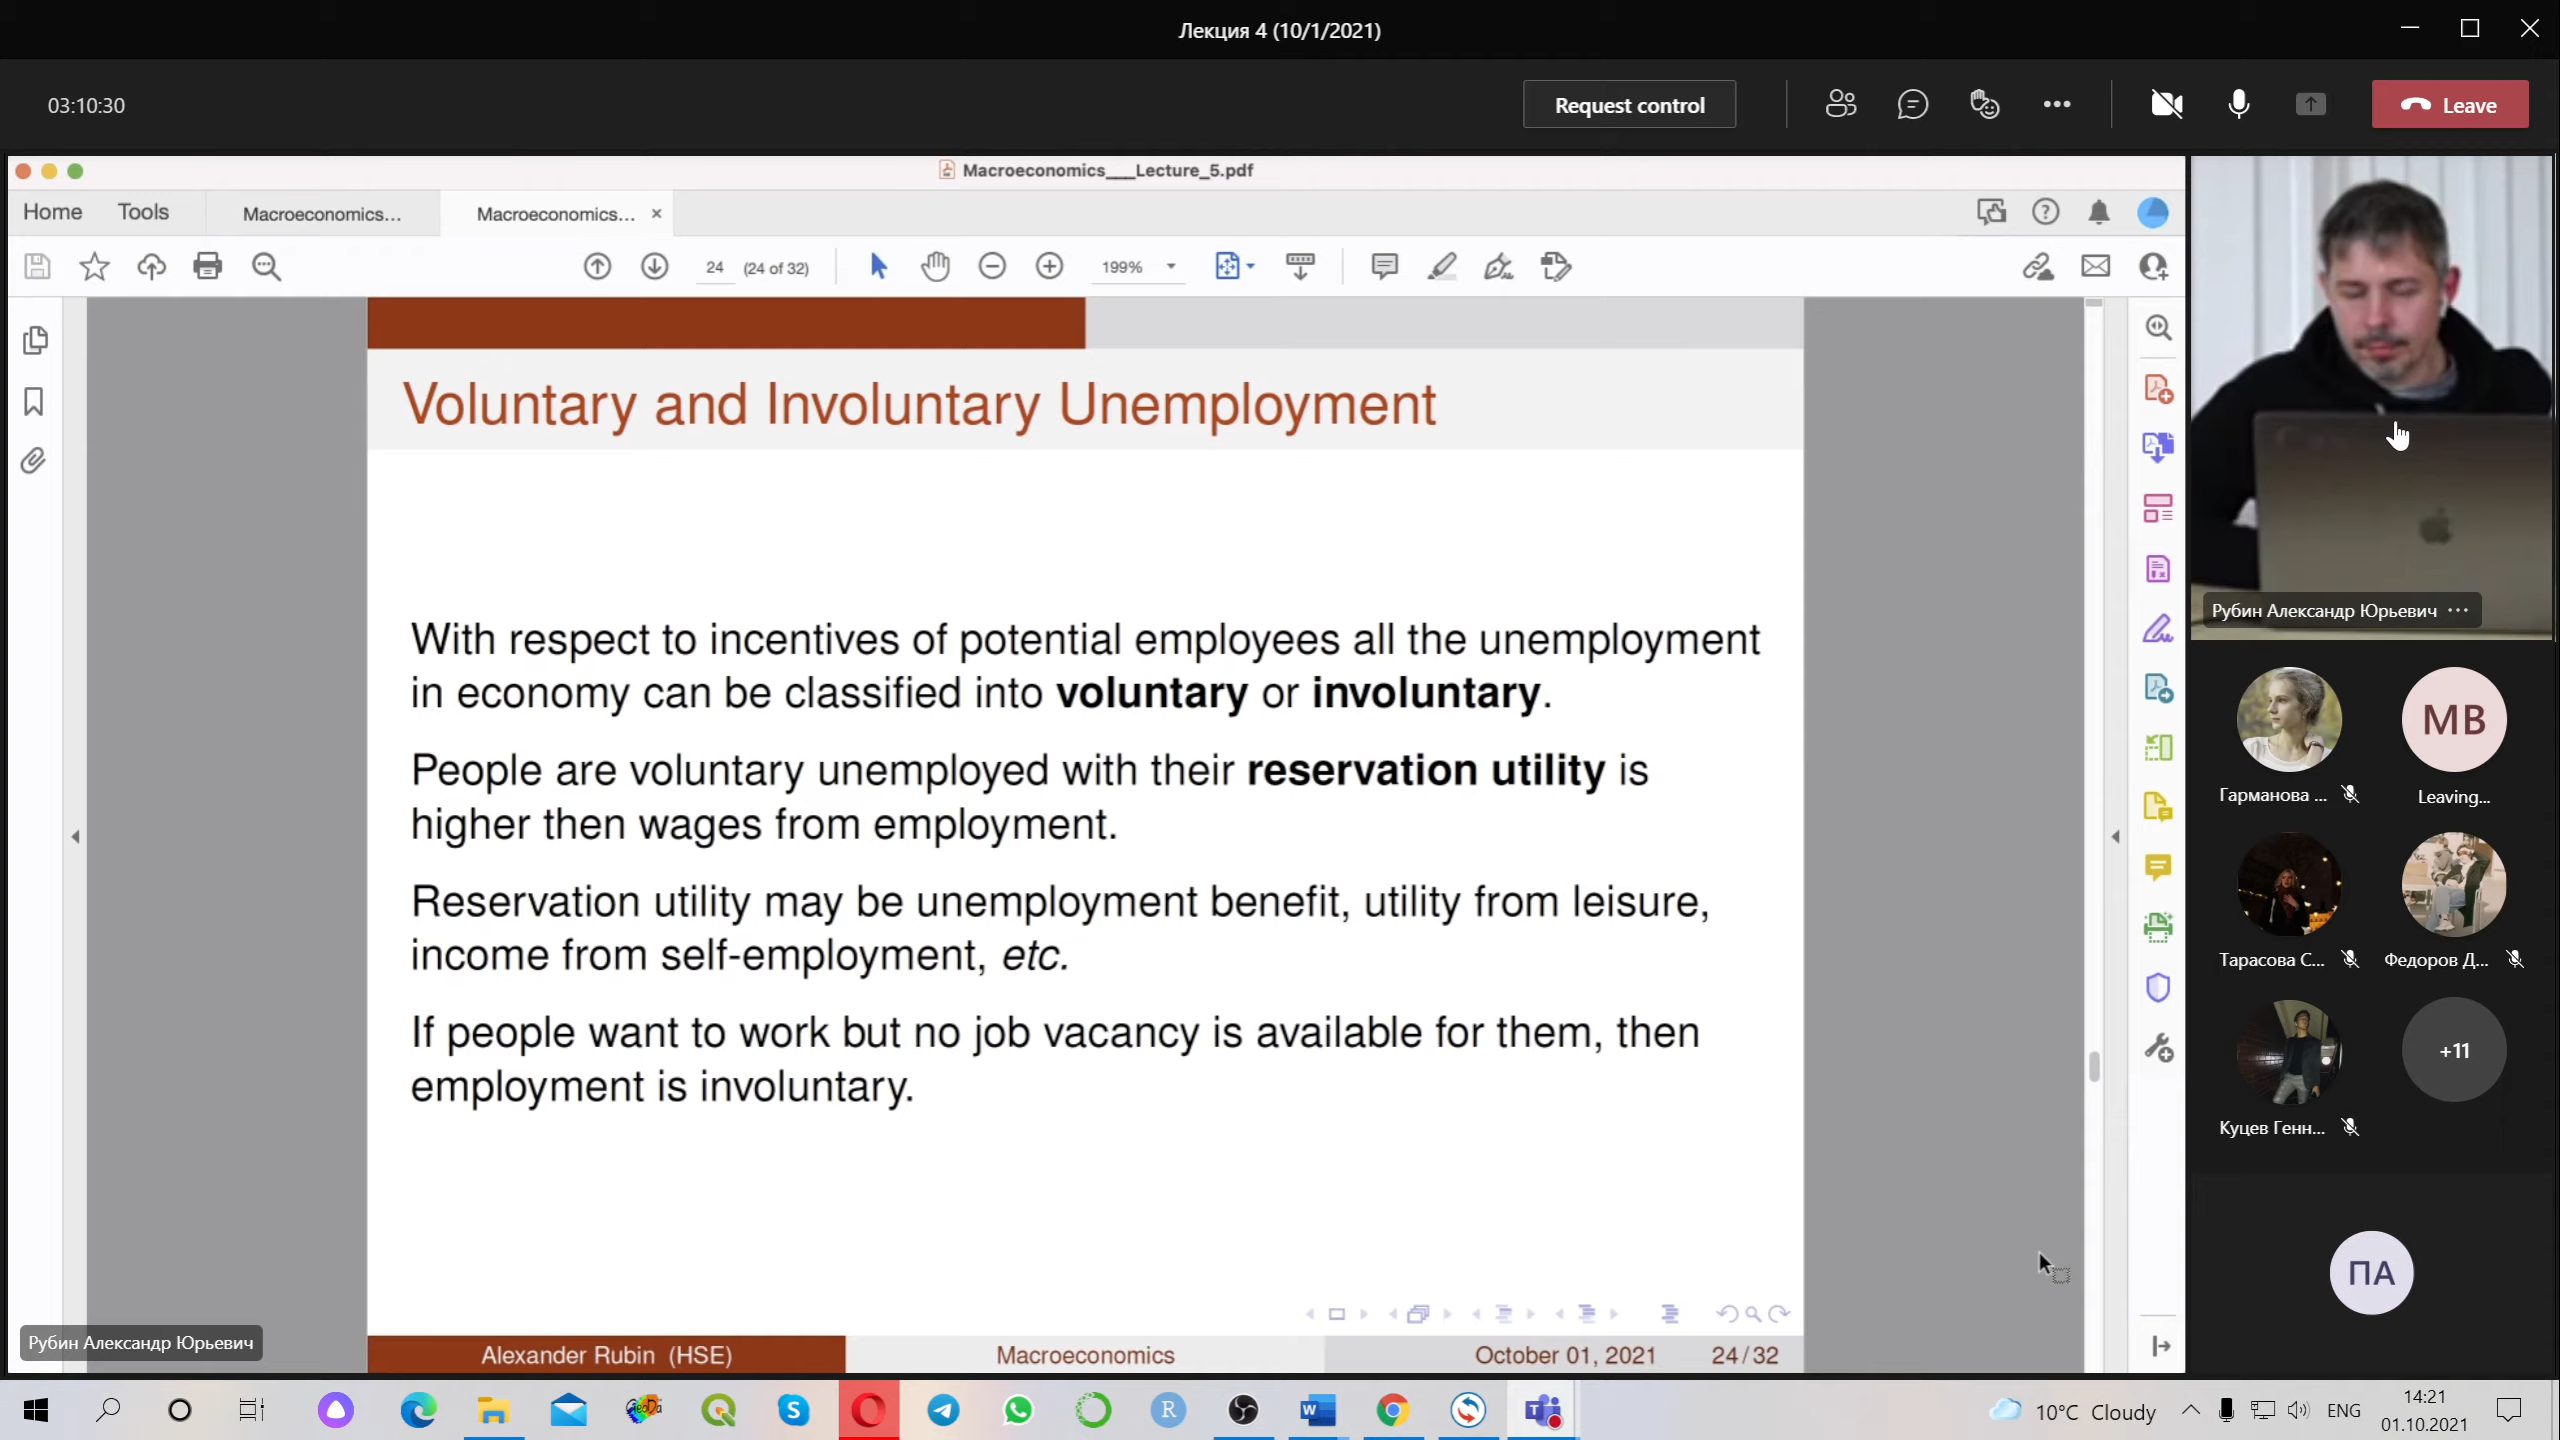 Лекция 4 (10/1/2021)
03:10:30
Request control
Leave
Macroeconomics___Lecture_5.pdf
Home
Tools
Macroeconomics...
Macroeconomics... ×
24
(24 of 32)
199%
Voluntary and Involuntary Unemployment
With respect to incentives of potential employees all the unemployment
in economy can be classified into voluntary or involuntary.
People are voluntary unemployed with their reservation utility is
higher then wages from employment.
Reservation utility may be unemployment benefit, utility from leisure,
income from self-employment, etc.
If people want to work but no job vacancy is available for them, then
employment is involuntary.
Alexander Rubin (HSE)
Macroeconomics
October 01, 2021
24/32
Рубин Александр Юрьевич
Рубин Александр Юрьевич ...
MB
Гарманова ...
Leaving...
Тарасова С...
Федоров Д...
Куцев Генн...
+11
ПА
GeoDa
R
W
T
10°C Cloudy
ENG
14:21
01.10.2021